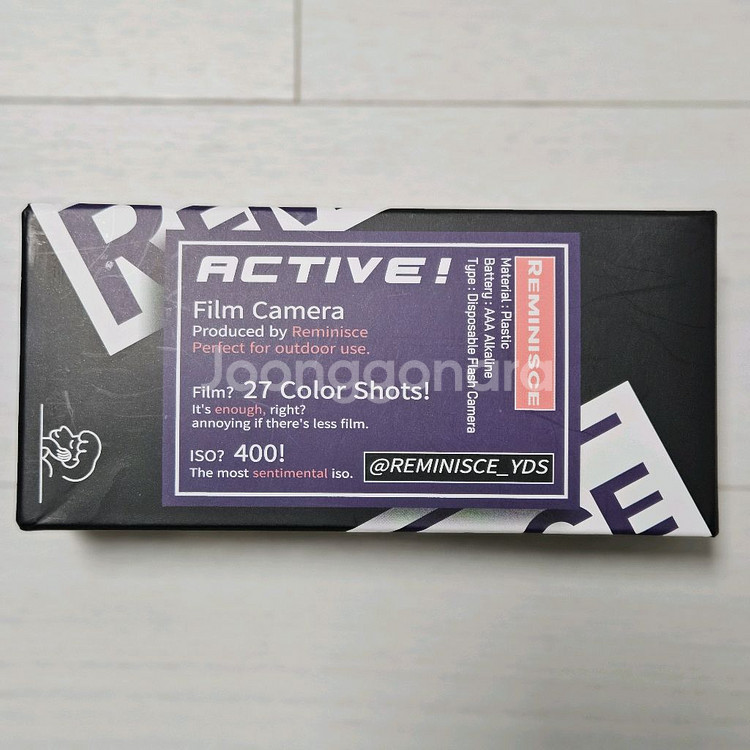 ACTIVE!
Film Camera
Produced by Reminisce
Perfect for outdoor use.
Film? 27 Color Shots!
It's enough, right?
annoying if there's less film.
ISO? 400!
The most sentimental iso.
@REMINISCE_YDS
REMINISCE
Material : Plastic
Battery : AAA Alkaline
Type : Disposable Flash Camera
Joonggonara